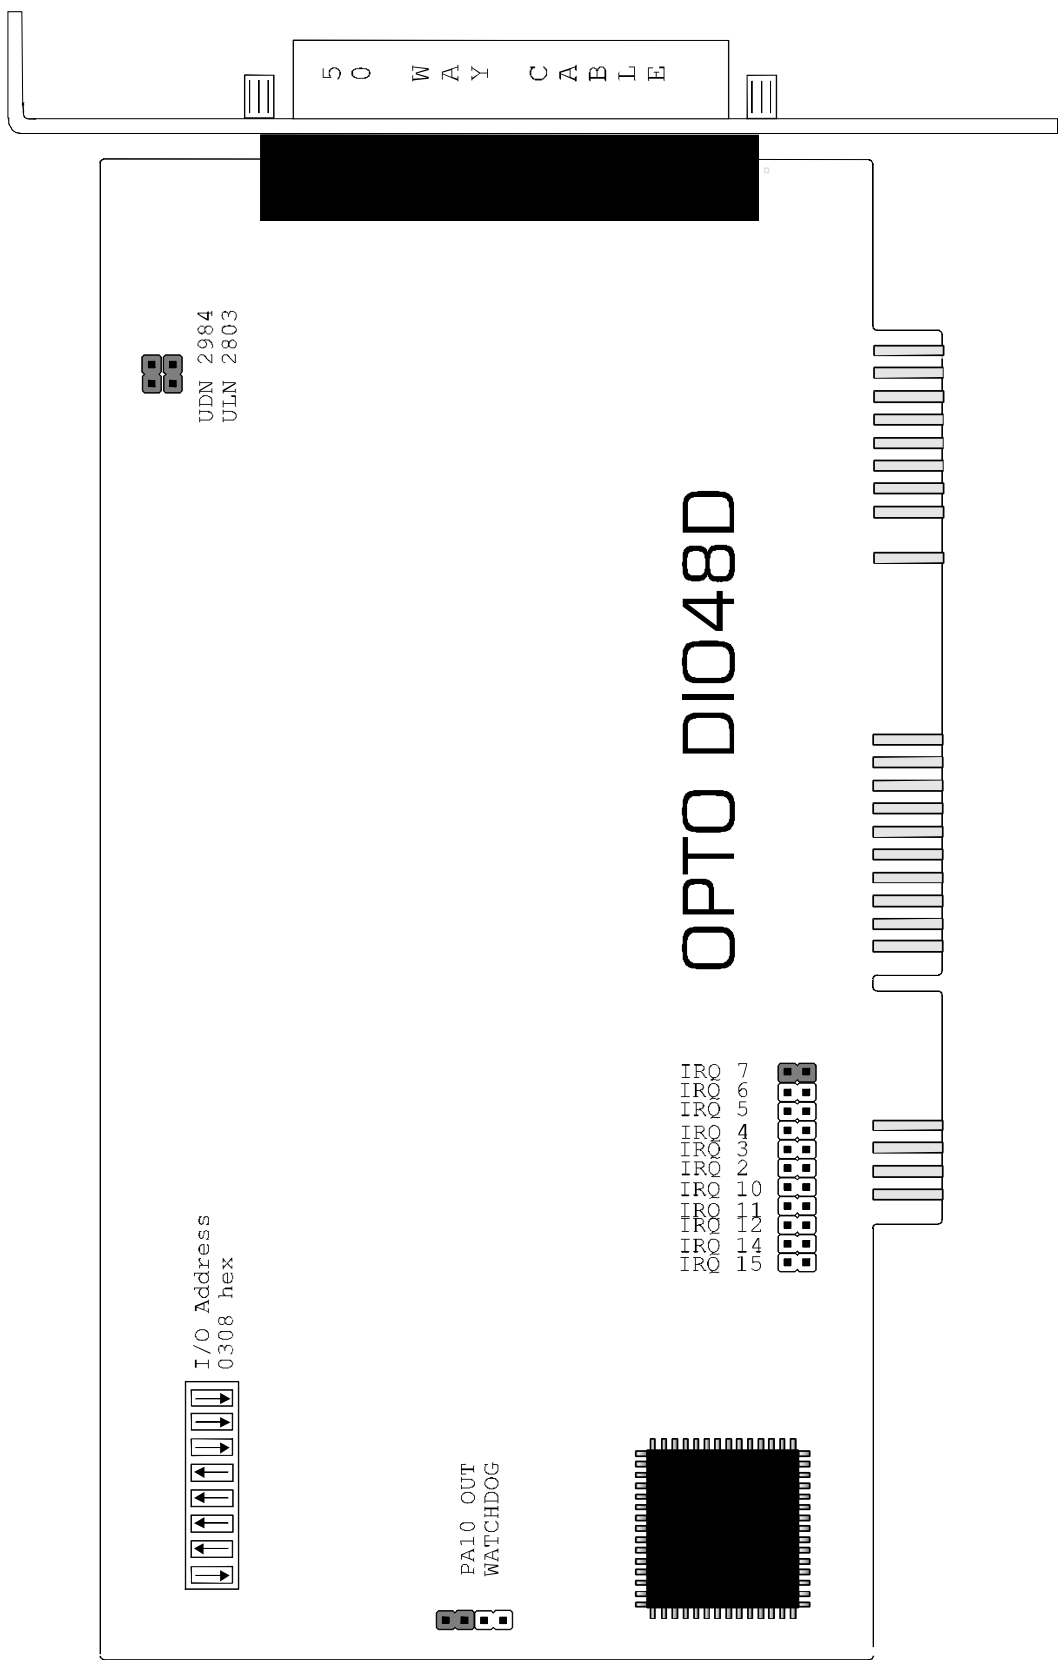 50 WAY CABLE
UDN 2984
ULN 2803
OPTO DIO48D
IRQ 7
IRQ 6
IRQ 5
IRQ 4
IRQ 3
IRQ 2
IRQ 10
IRQ 11
IRQ 12
IRQ 14
IRQ 15
I/O Address
0308 hex
PA10 OUT
WATCHDOG